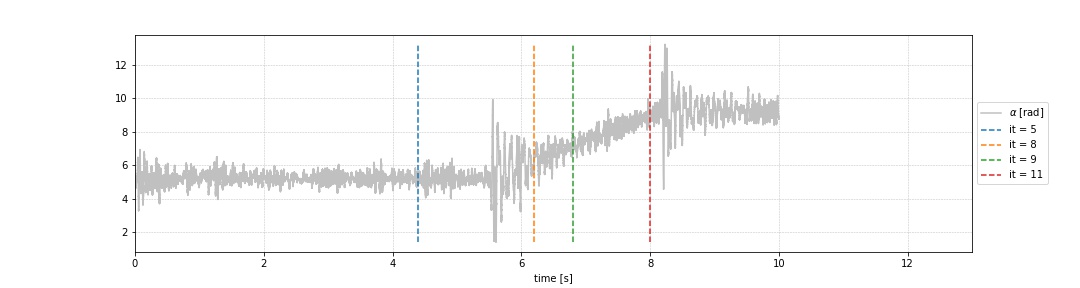 12
10
8
6
4
2
0 2 4 6 8 10 12
time [s]
α [rad]
it = 5
it = 8
it = 9
it = 11